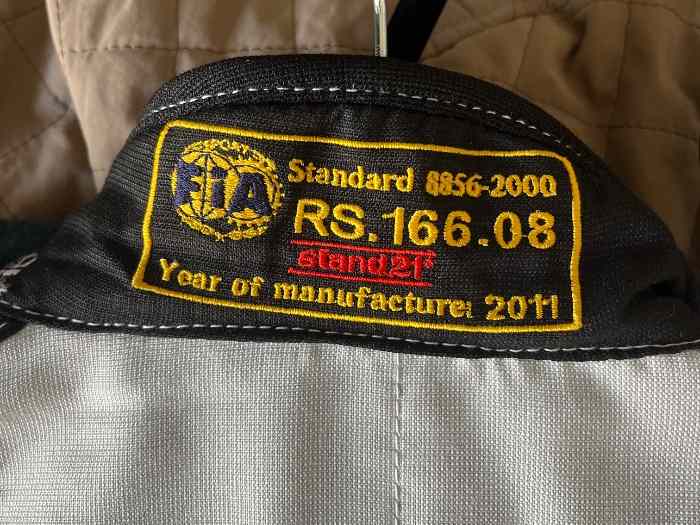 FiA
Standard 8856-2000
RS.166.08
stand21
Year of manufacture: 2011